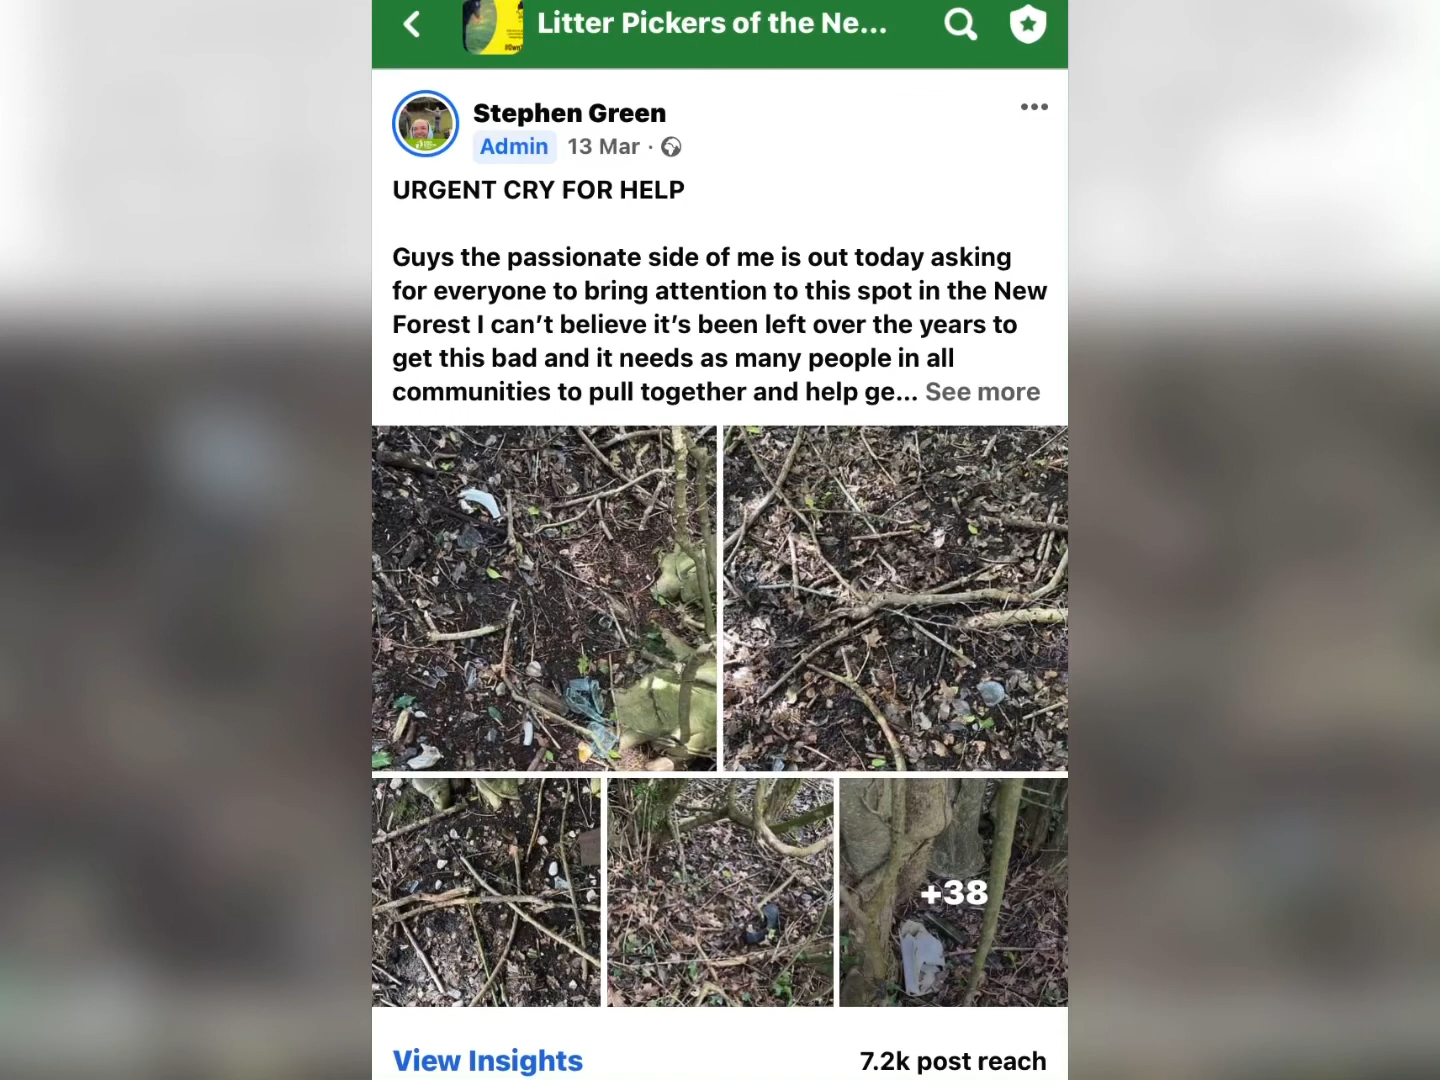 Litter Pickers of the Ne...
Stephen Green
Admin 13 Mar ·
URGENT CRY FOR HELP
Guys the passionate side of me is out today asking
for everyone to bring attention to this spot in the New
Forest I can’t believe it’s been left over the years to
get this bad and it needs as many people in all
communities to pull together and help ge... See more
+38
View Insights
7.2k post reach